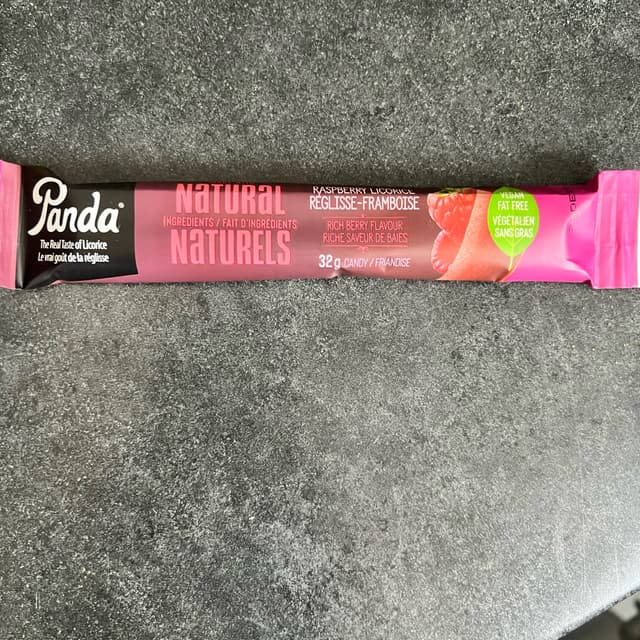 Panda®
The Real Taste of Licorice
Le vrai goût de la réglisse
NATURAL
INGREDIENTS / FAIT D'INGRÉDIENTS
NATURELS
RASPBERRY LICORICE
RÉGLISSE-FRAMBOISE
RICH BERRY FLAVOUR
RICHE SAVEUR DE BAIES
32 g CANDY / FRIANDISE
VEGAN
FAT FREE
VÉGÉTALIEN
SANS GRAS